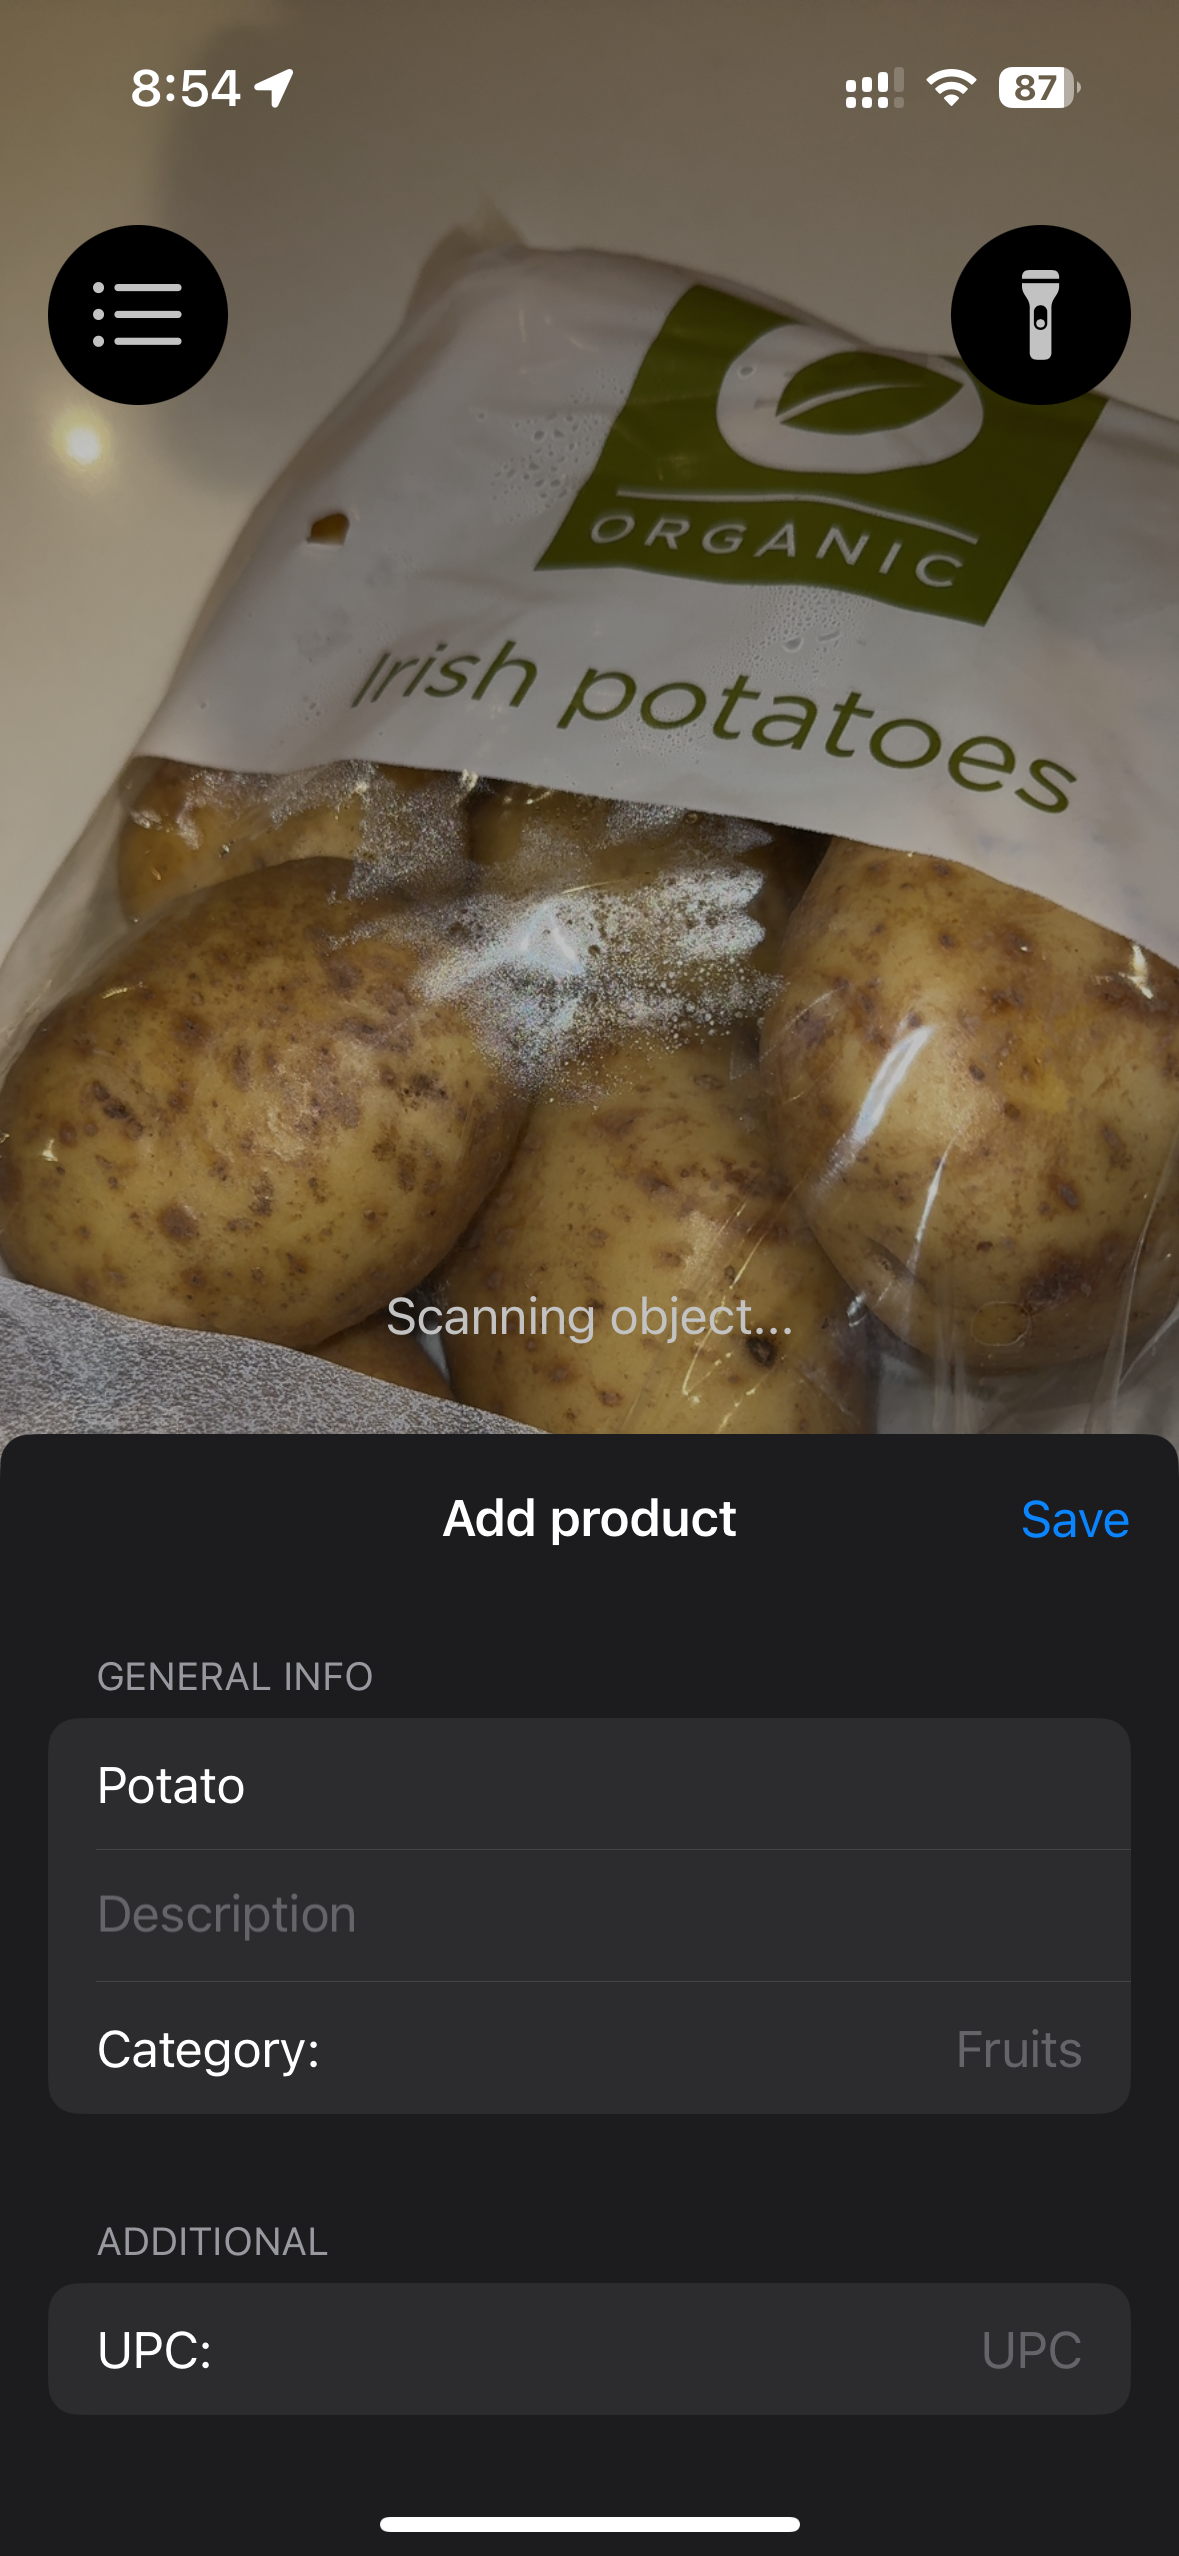 8:54
87
ORGANIC
Irish potatoes
Scanning object...
Add product
Save
GENERAL INFO
Potato
Description
Category:
Fruits
ADDITIONAL
UPC:
UPC